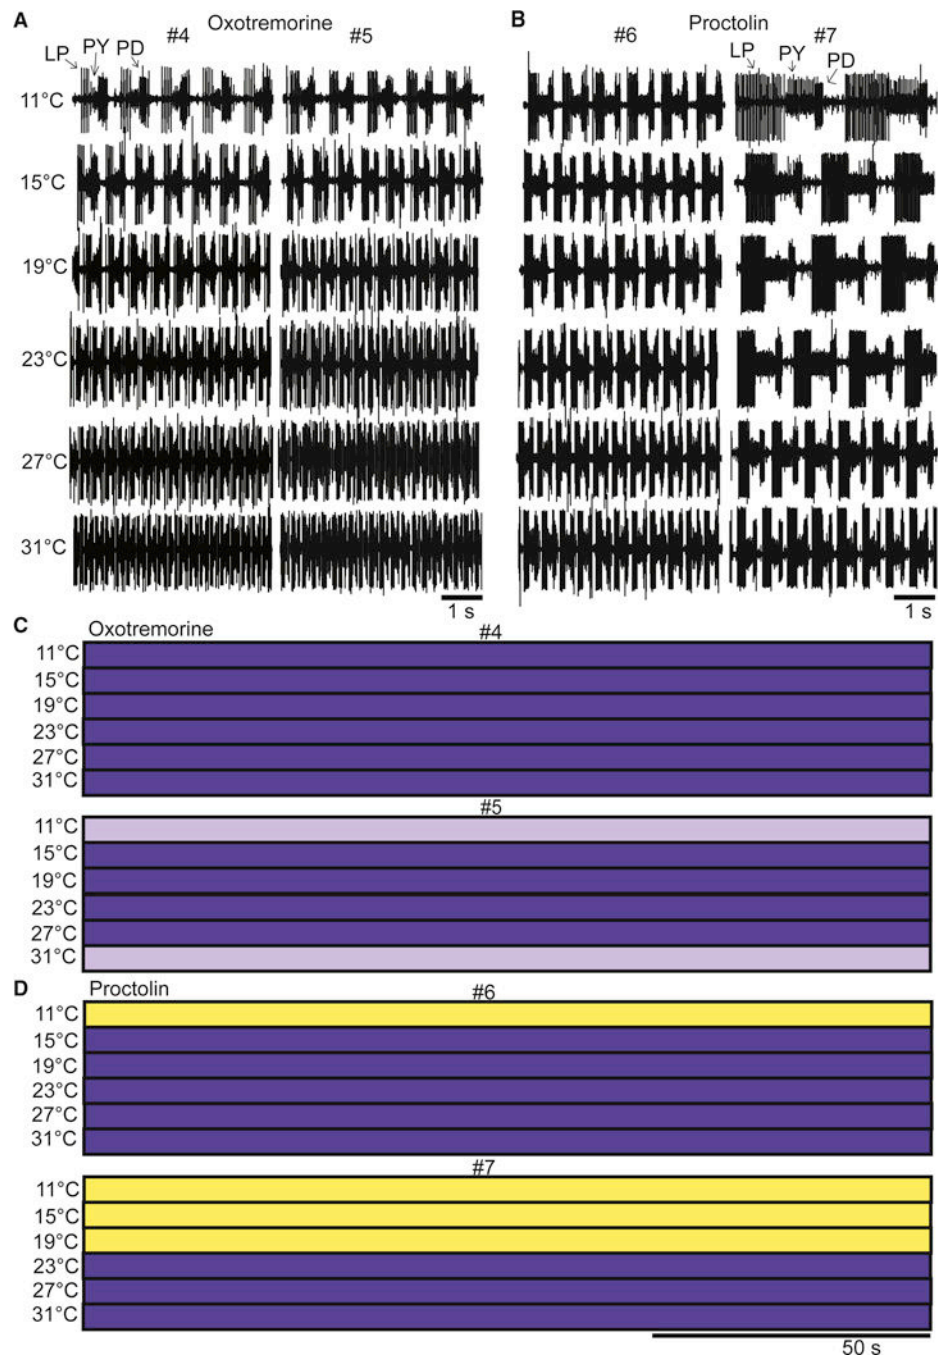 A Oxotremorine
#4 #5
LP PY PD
11°C
15°C
19°C
23°C
27°C
31°C
1 s
B Proctolin
#6 #7
LP PY PD
1 s
C Oxotremorine
#4
11°C
15°C
19°C
23°C
27°C
31°C
#5
11°C
15°C
19°C
23°C
27°C
31°C
D Proctolin
#6
11°C
15°C
19°C
23°C
27°C
31°C
#7
11°C
15°C
19°C
23°C
27°C
31°C
50 s